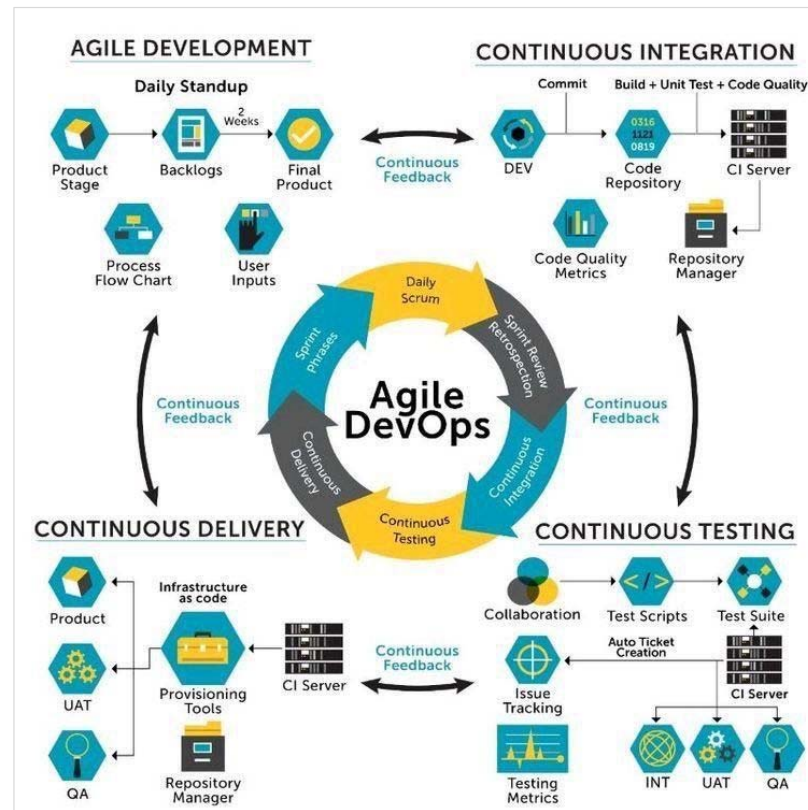 AGILE DEVELOPMENT
Daily Standup
2
Weeks
Product
Stage
Backlogs
Final
Product
Process
Flow Chart
User
Inputs
Continuous
Feedback
CONTINUOUS INTEGRATION
Commit
Build + Unit Test + Code Quality
0316
1121
0819
DEV
Code
Repository
CI Server
Code Quality
Metrics
Repository
Manager
Continuous
Feedback
Agile
DevOps
Daily
Scrum
Sprint Review
Retrospection
Continuous
Integration
Continuous
Testing
Continuous
Delivery
Sprint
Phrases
Continuous
Feedback
CONTINUOUS DELIVERY
Product
Infrastructure
as code
UAT
Provisioning
Tools
CI Server
QA
Repository
Manager
Continuous
Feedback
CONTINUOUS TESTING
Collaboration
</>
Test Scripts
Test Suite
Auto Ticket
Creation
Issue
Tracking
CI Server
Testing
Metrics
INT
UAT
QA